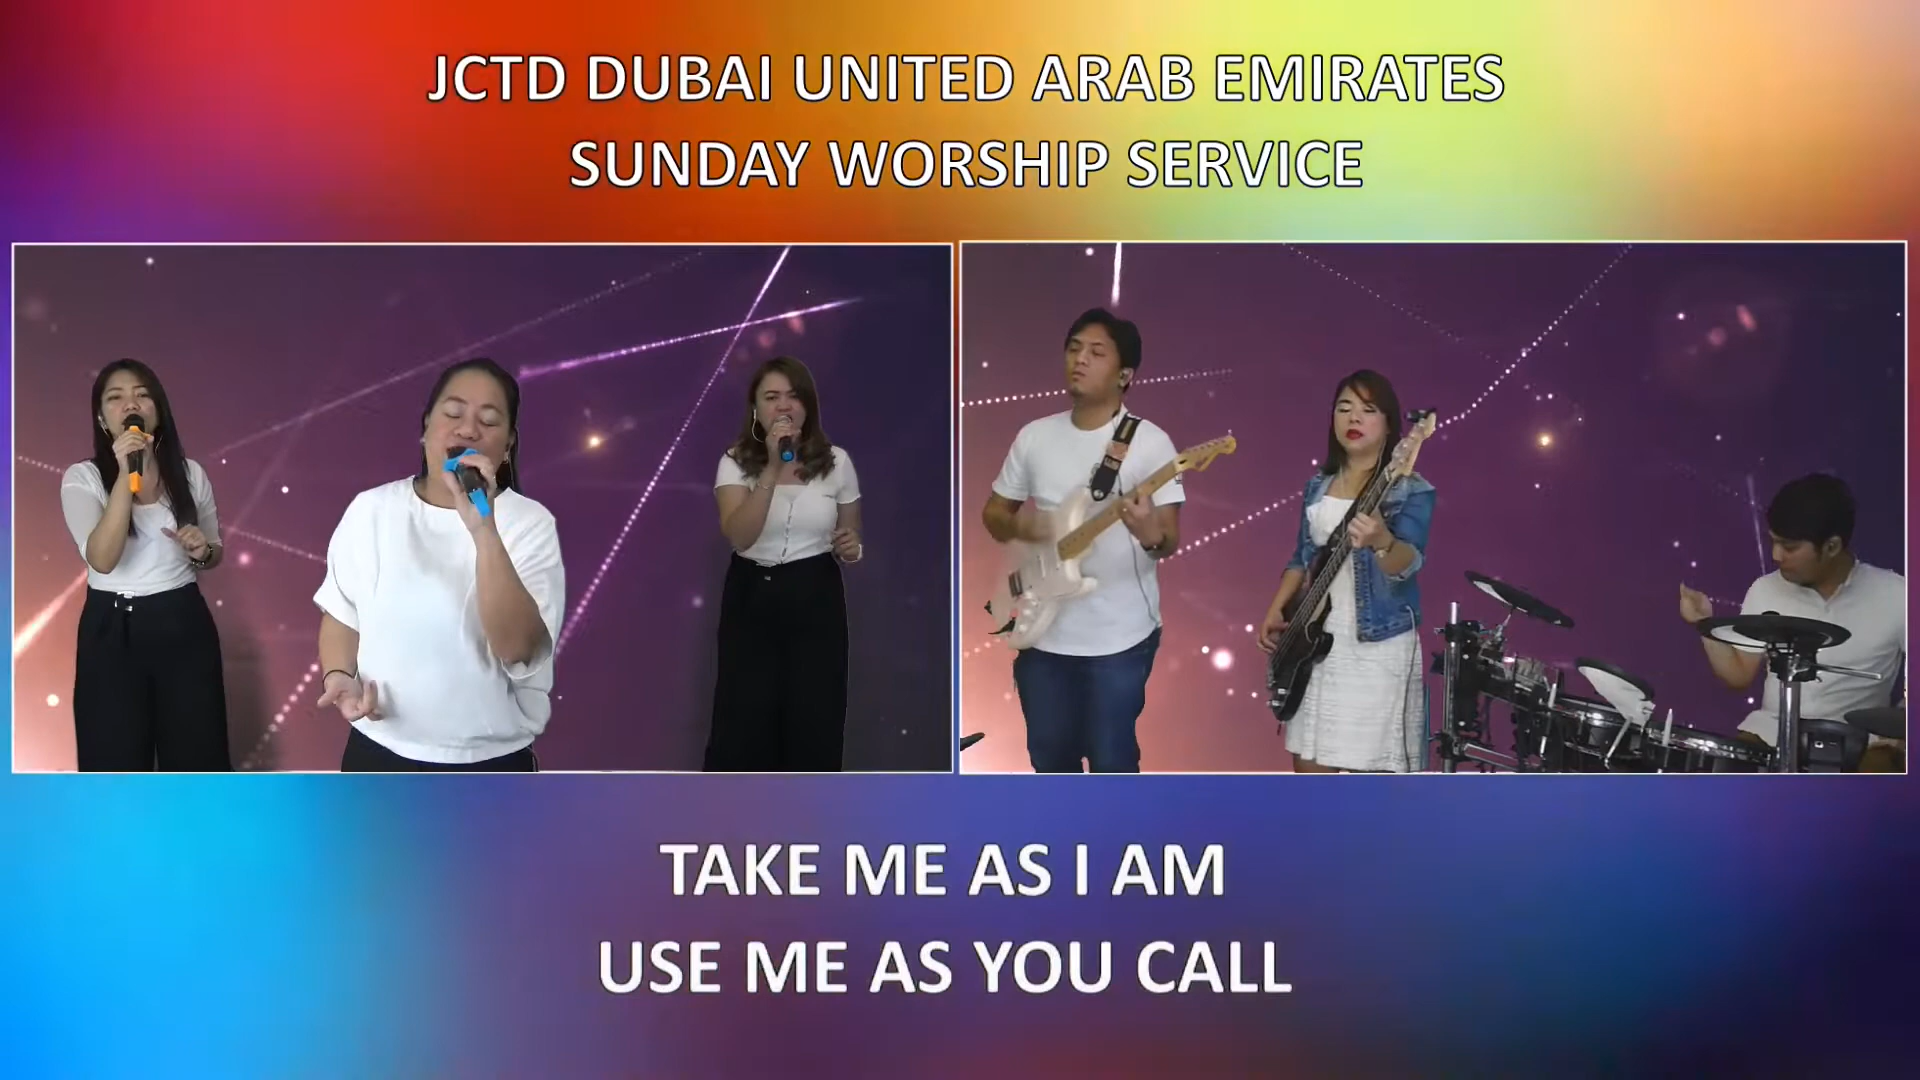 JCTD DUBAI UNITED ARAB EMIRATES
SUNDAY WORSHIP SERVICE
TAKE ME AS I AM
USE ME AS YOU CALL